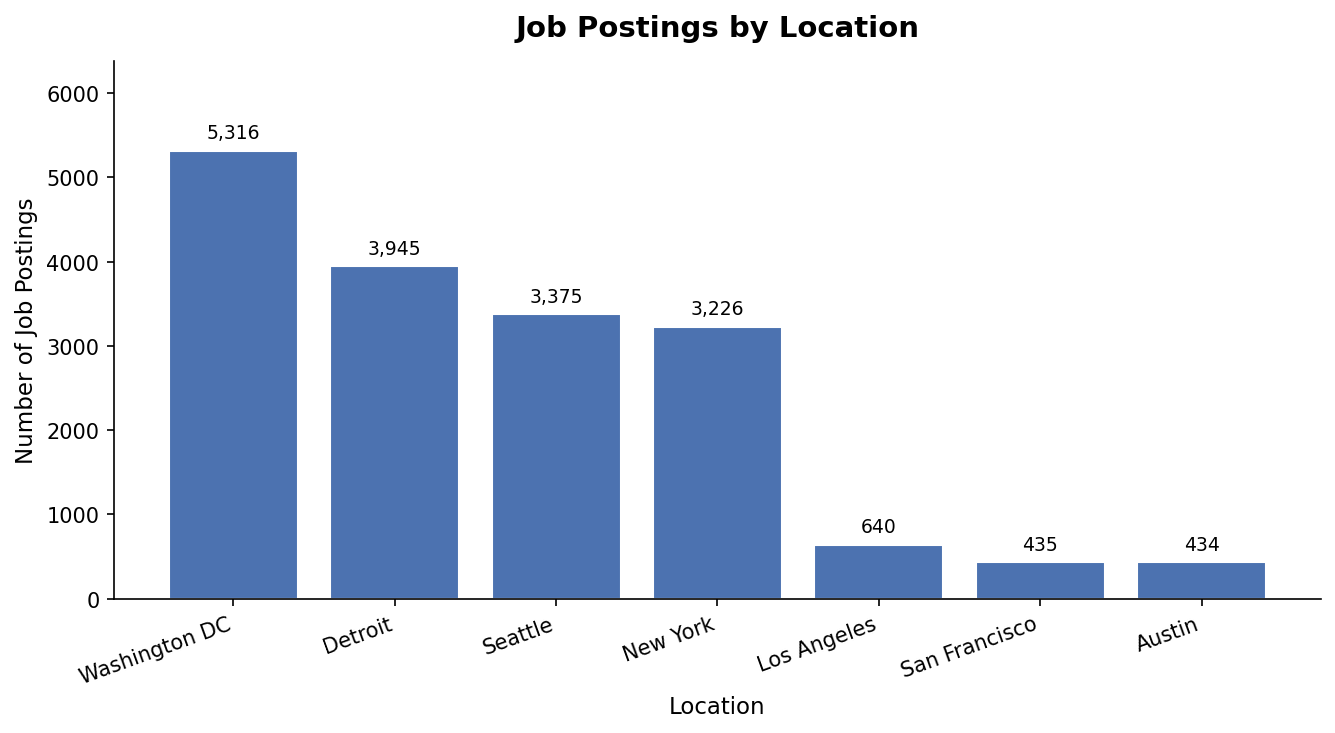 Job Postings by Location
Number of Job Postings
6000
5000
4000
3000
2000
1000
0
5,316
3,945
3,375
3,226
640
435
434
Washington DC
Detroit
Seattle
New York
Los Angeles
San Francisco
Austin
Location